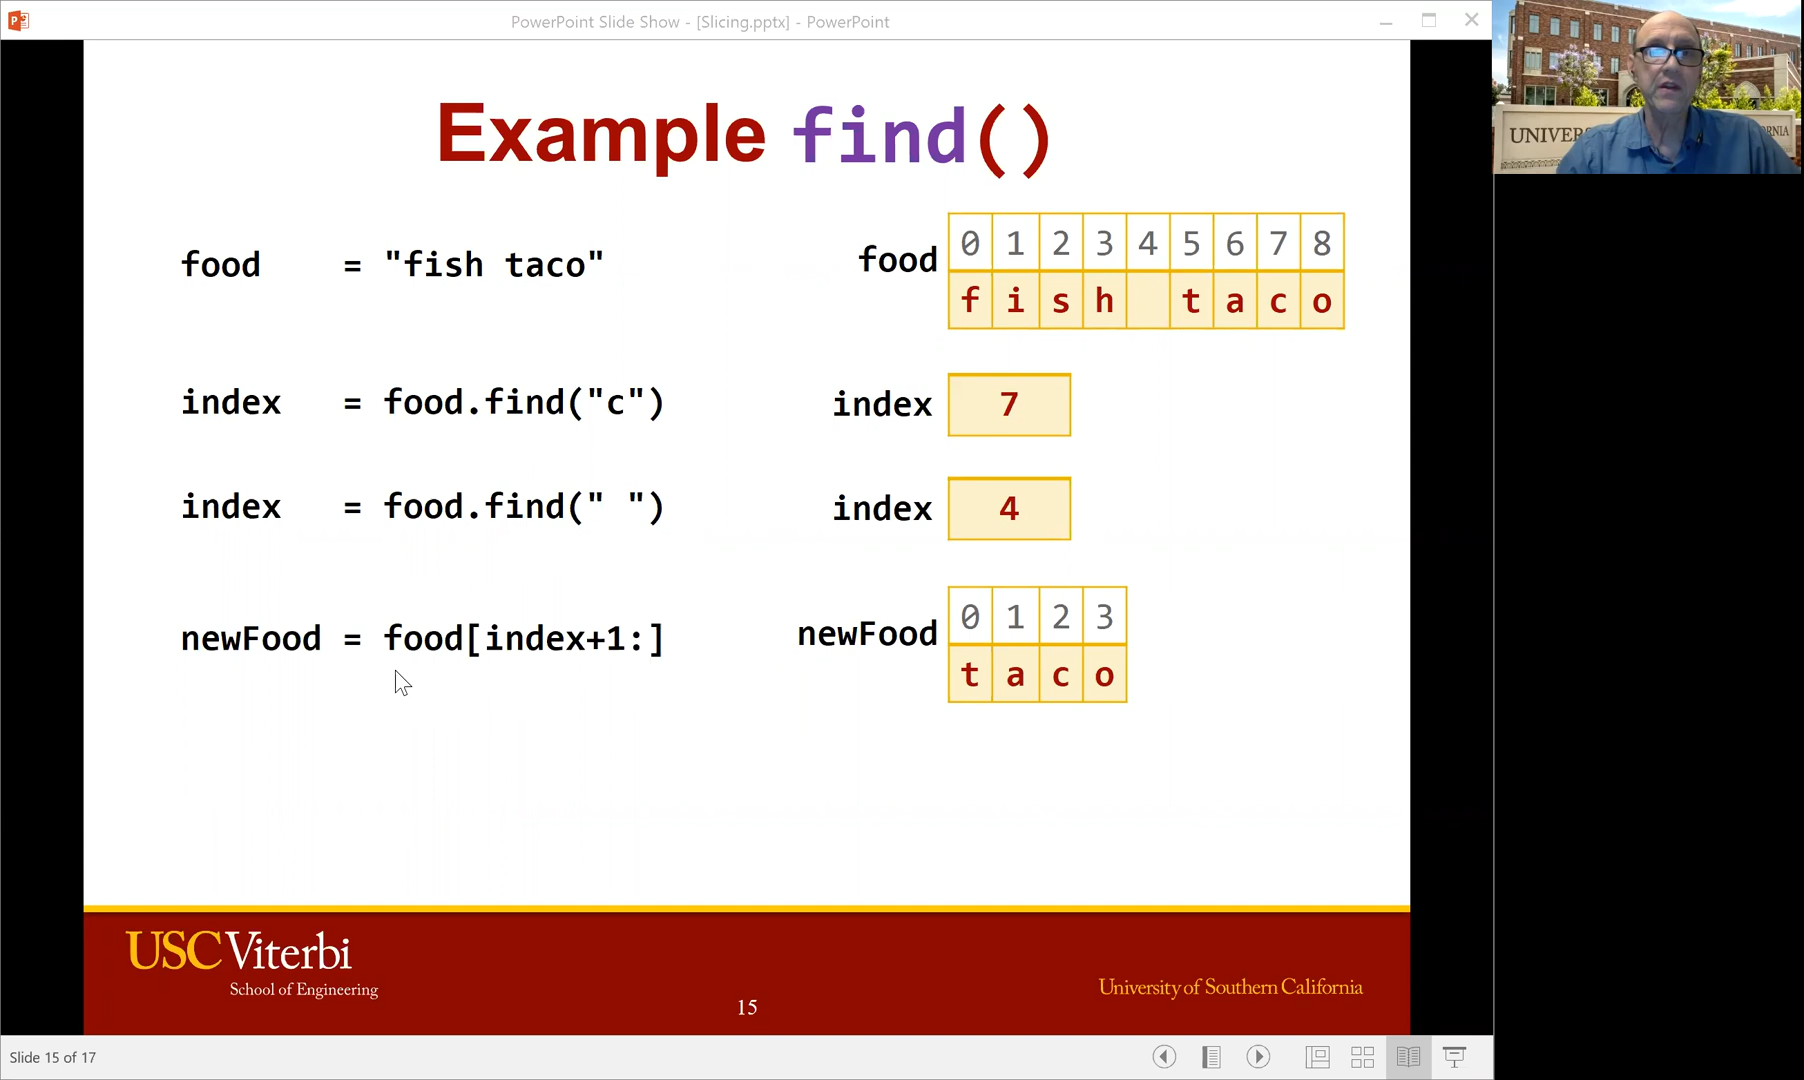 PowerPoint Slide Show - [Slicing.pptx] - PowerPoint
Example find()
food = "fish taco"
food
0 1 2 3 4 5 6 7 8
f i s h t a c o
index = food.find("c")
index 7
index = food.find(" ")
index 4
newFood = food[index+1:]
newFood
0 1 2 3
t a c o
USC Viterbi
School of Engineering
15
University of Southern California
Slide 15 of 17